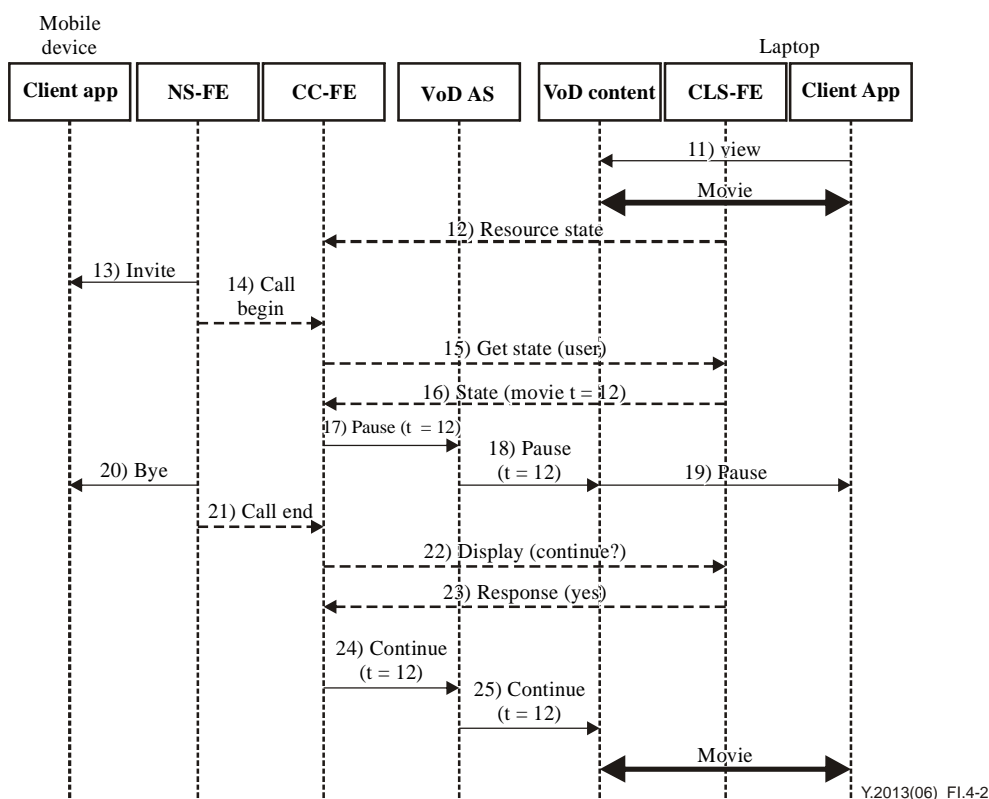 Mobile
device
Laptop
Client app
NS-FE
CC-FE
VoD AS
VoD content
CLS-FE
Client App
11) view
Movie
12) Resource state
13) Invite
14) Call
begin
15) Get state (user)
16) State (movie t = 12)
17) Pause (t = 12)
18) Pause
(t = 12)
19) Pause
20) Bye
21) Call end
22) Display (continue?)
23) Response (yes)
24) Continue
(t = 12)
25) Continue
(t = 12)
Movie
Y.2013(06)_FI.4-2